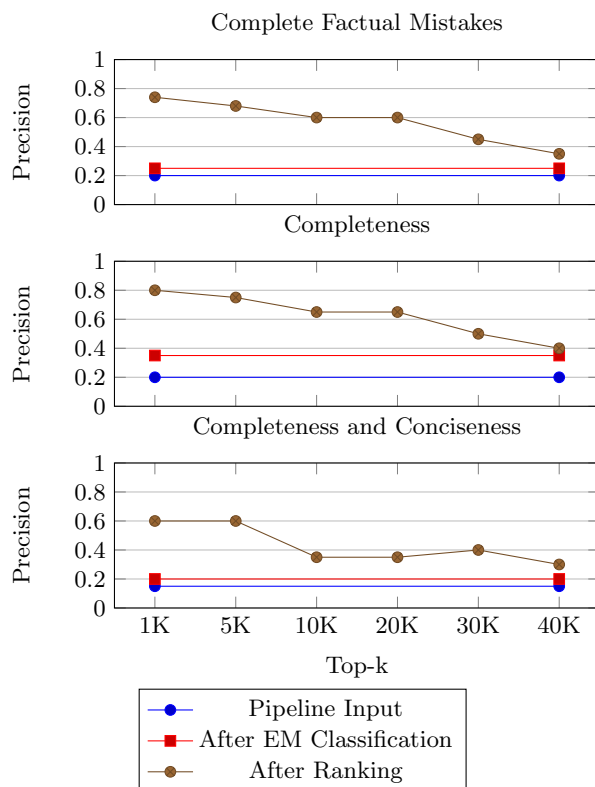 Complete Factual Mistakes
1
0.8
0.6
0.4
0.2
0
Precision
Completeness
1
0.8
0.6
0.4
0.2
0
Precision
Completeness and Conciseness
1
0.8
0.6
0.4
0.2
0
Precision
1K 5K 10K 20K 30K 40K
Top-k
Pipeline Input
After EM Classification
After Ranking